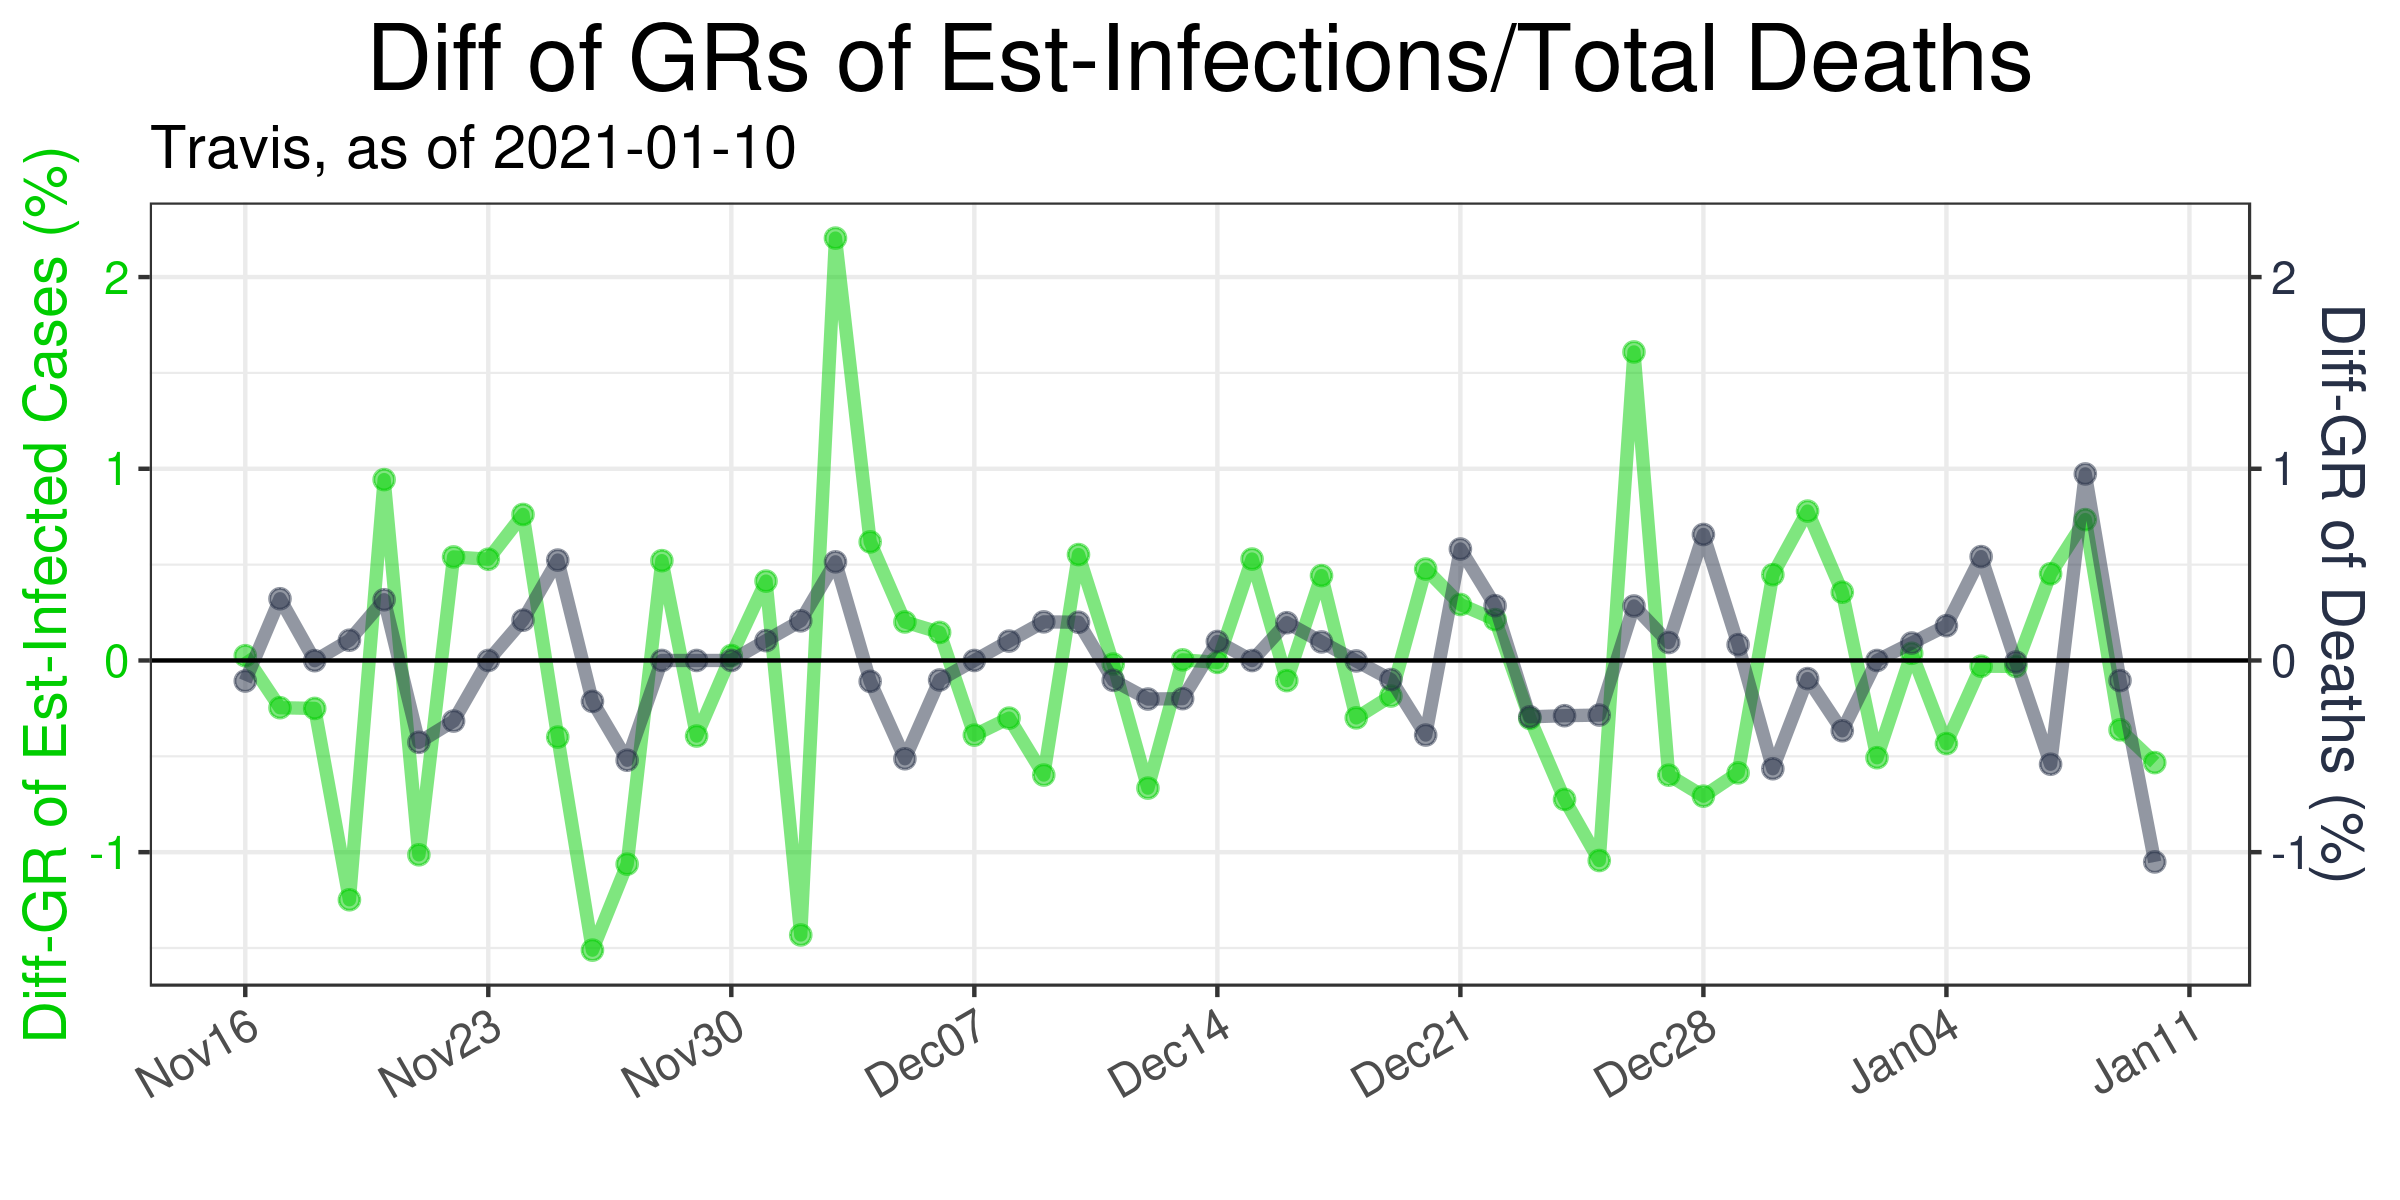 Diff of GRs of Est-Infections/Total Deaths
Travis, as of 2021-01-10
Diff-GR of Est-Infected Cases (%)
2
1
0
-1
2
1
0
-1
Diff-GR of Deaths (%)
Nov16
Nov23
Nov30
Dec07
Dec14
Dec21
Dec28
Jan04
Jan11